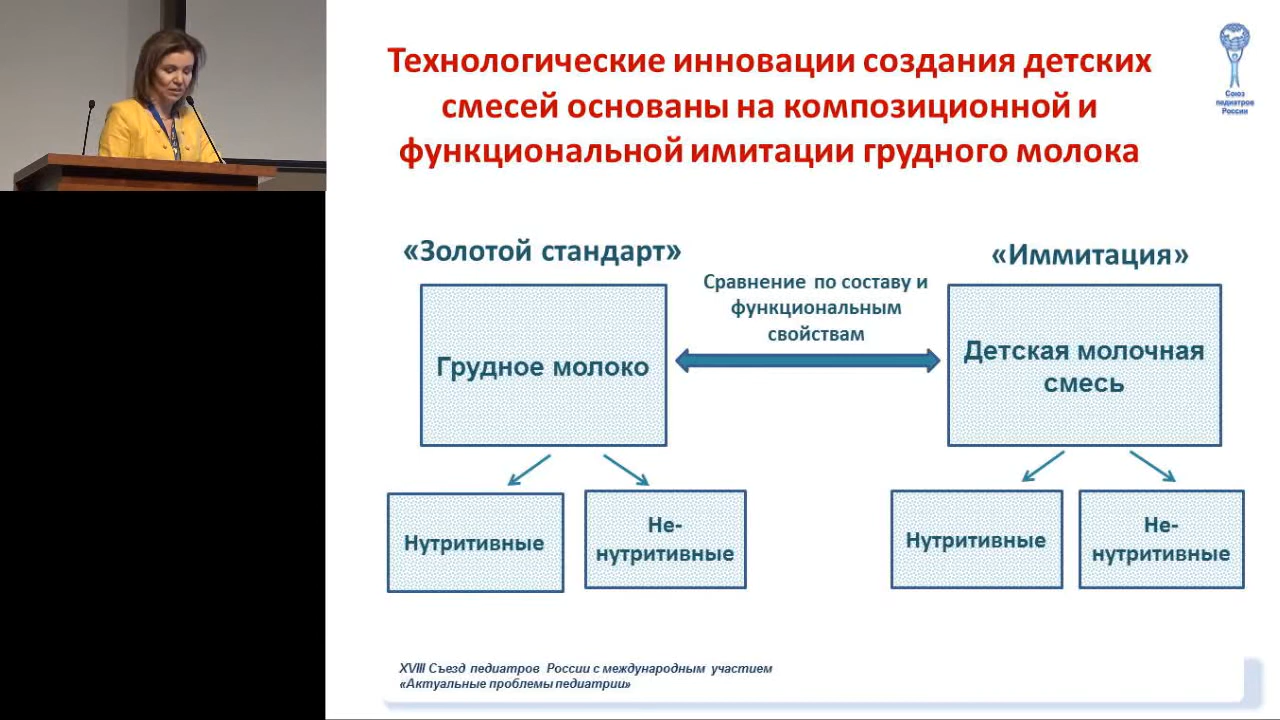 Технологические инновации создания детских
смесей основаны на композиционной и
функциональной имитации грудного молока
Союз
педиатров
России
«Золотой стандарт»
«Иммитация»
Сравнение по составу и
функциональным
свойствам
Грудное молоко
Детская молочная
смесь
Нутритивные
Не-
нутритивные
Нутритивные
Не-
нутритивные
XVIII Съезд педиатров России с международным участием
«Актуальные проблемы педиатрии»